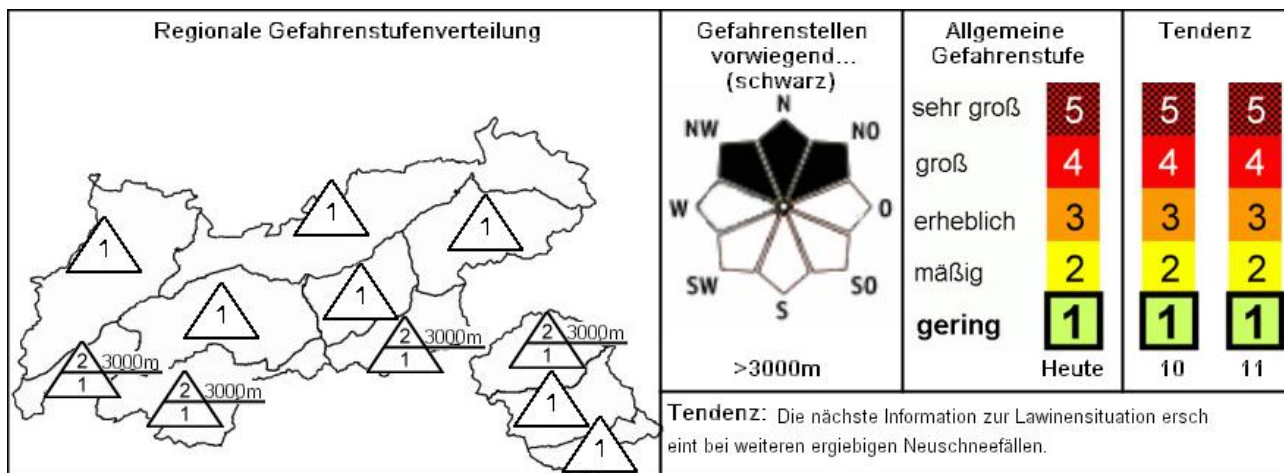 Regionale Gefahrenstufenverteilung
1
1
1
1
1
2 3000m
1
2 3000m
1
2 3000m
1
2 3000m
1
1
1
Gefahrenstellen
vorwiegend...
(schwarz)
N
NW NO
W O
SW SO
S
>3000m
Allgemeine
Gefahrenstufe
sehr groß 5
groß 4
erheblich 3
mäßig 2
gering 1
Heute
Tendenz
5 5
4 4
3 3
2 2
1 1
10 11
Tendenz: Die nächste Information zur Lawinensituation ersch
eint bei weiteren ergiebigen Neuschneefällen.